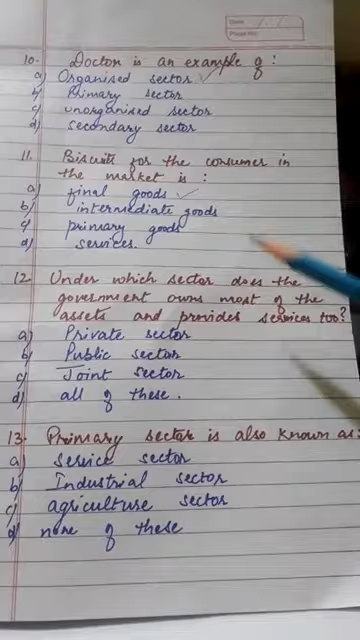 Date
Page No.
10. Doctor is an example of :
a) Organised sector ✓
b) Primary sector
c) unorganised sector
d) secondary sector
11. Biscuits for the consumer in
the market is :
a) final goods ✓
b) intermediate goods
c) primary goods
d) services.
12. Under which sector does the
government owns most of the
assets and provides services too?
a) Private sector
b) Public sector
c) Joint sector
d) all of these.
13. Primary sector is also known as:
a) service sector
b) Industrial sector
c) agriculture sector
d) none of these